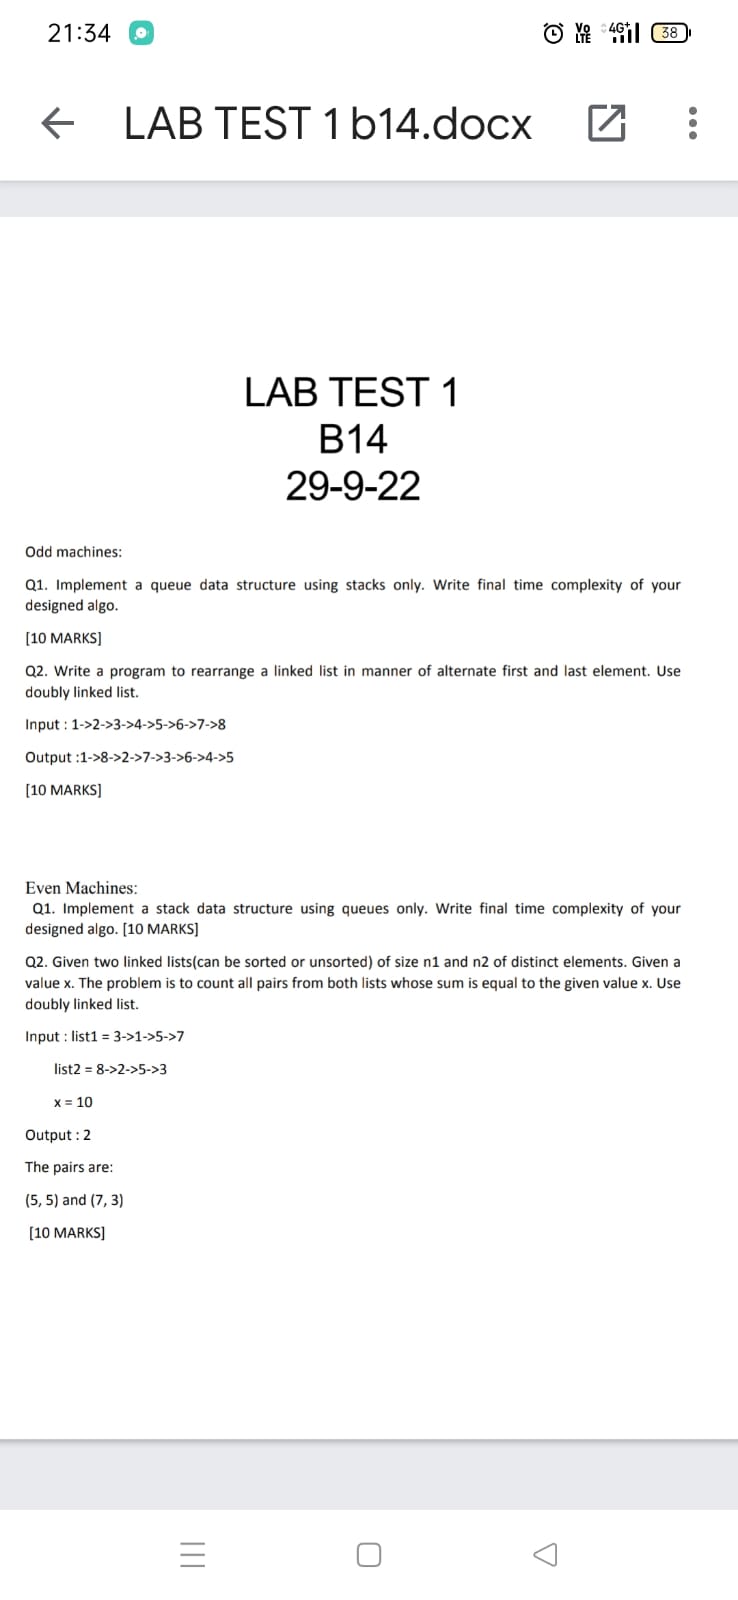 21:34
VO LTE 4G+ 38
LAB TEST 1 b14.docx
LAB TEST 1
B14
29-9-22
Odd machines:
Q1. Implement a queue data structure using stacks only. Write final time complexity of your
designed algo.
[10 MARKS]
Q2. Write a program to rearrange a linked list in manner of alternate first and last element. Use
doubly linked list.
Input : 1->2->3->4->5->6->7->8
Output :1->8->2->7->3->6->4->5
[10 MARKS]
Even Machines:
Q1. Implement a stack data structure using queues only. Write final time complexity of your
designed algo. [10 MARKS]
Q2. Given two linked lists(can be sorted or unsorted) of size n1 and n2 of distinct elements. Given a
value x. The problem is to count all pairs from both lists whose sum is equal to the given value x. Use
doubly linked list.
Input : list1 = 3->1->5->7
list2 = 8->2->5->3
x = 10
Output : 2
The pairs are:
(5, 5) and (7, 3)
[10 MARKS]